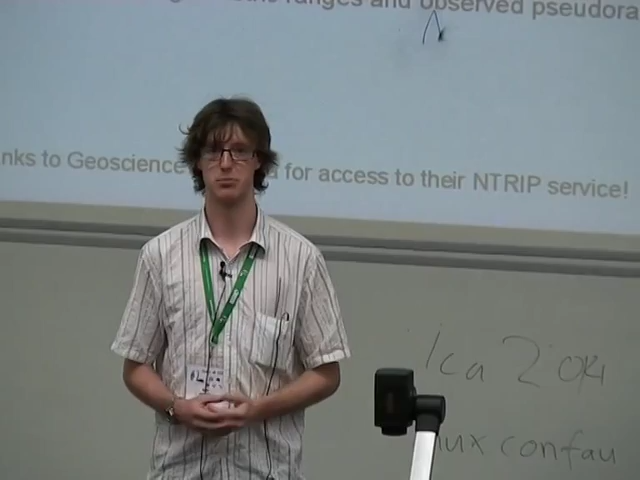 ranges and observed pseudora
nks to Geoscience for access to their NTRIP service!
lca 2014
nux confau